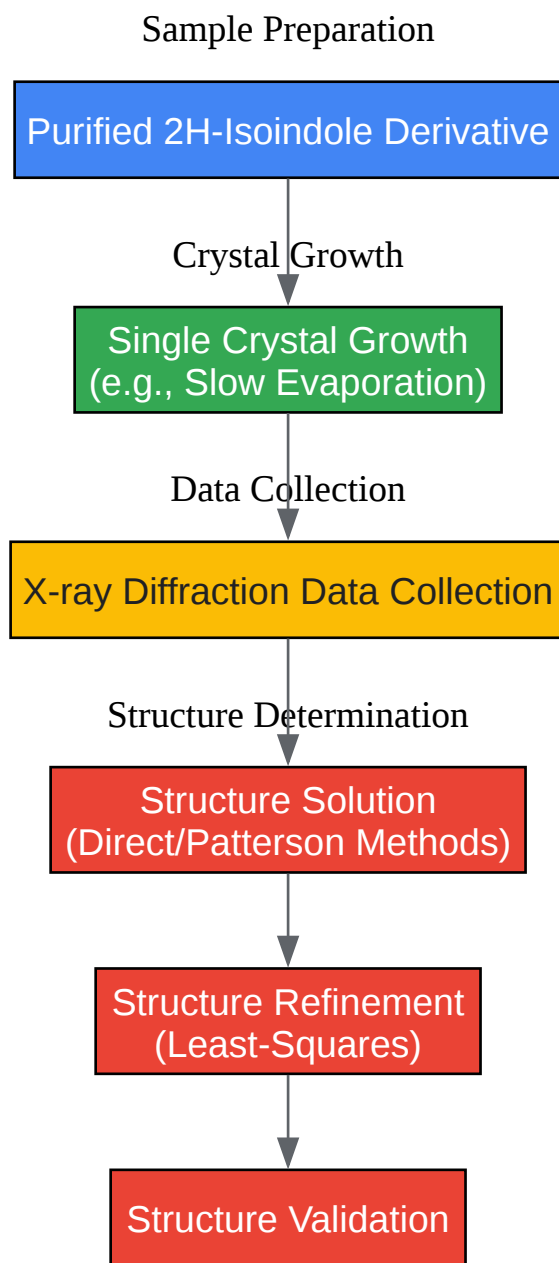 Sample Preparation
Purified 2H-Isoindole Derivative
Crystal Growth
Single Crystal Growth
(e.g., Slow Evaporation)
Data Collection
X-ray Diffraction Data Collection
Structure Determination
Structure Solution
(Direct/Patterson Methods)
Structure Refinement
(Least-Squares)
Structure Validation